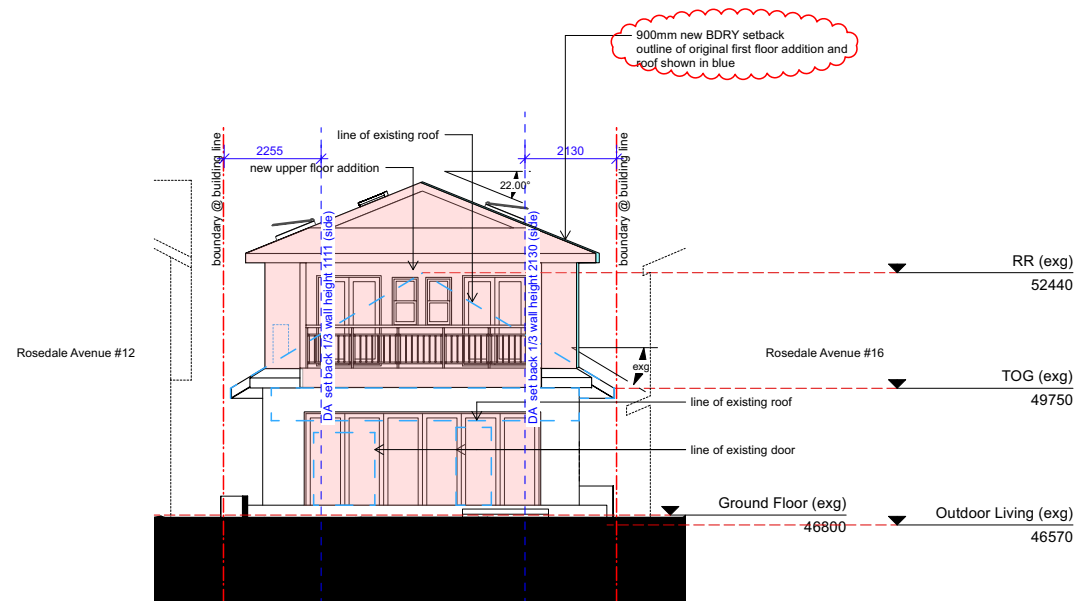 900mm new BDRY setback
outline of original first floor addition and
roof shown in blue
line of existing roof
2255
2130
new upper floor addition
22.00°
boundary @ building line
DA set back 1/3 wall height 1111 (side)
DA set back 1/3 wall height 2130 (side)
boundary @ building line
RR (exg)
52440
Rosedale Avenue #12
Rosedale Avenue #16
exg
TOG (exg)
49750
line of existing roof
line of existing door
Ground Floor (exg)
46800
Outdoor Living (exg)
46570